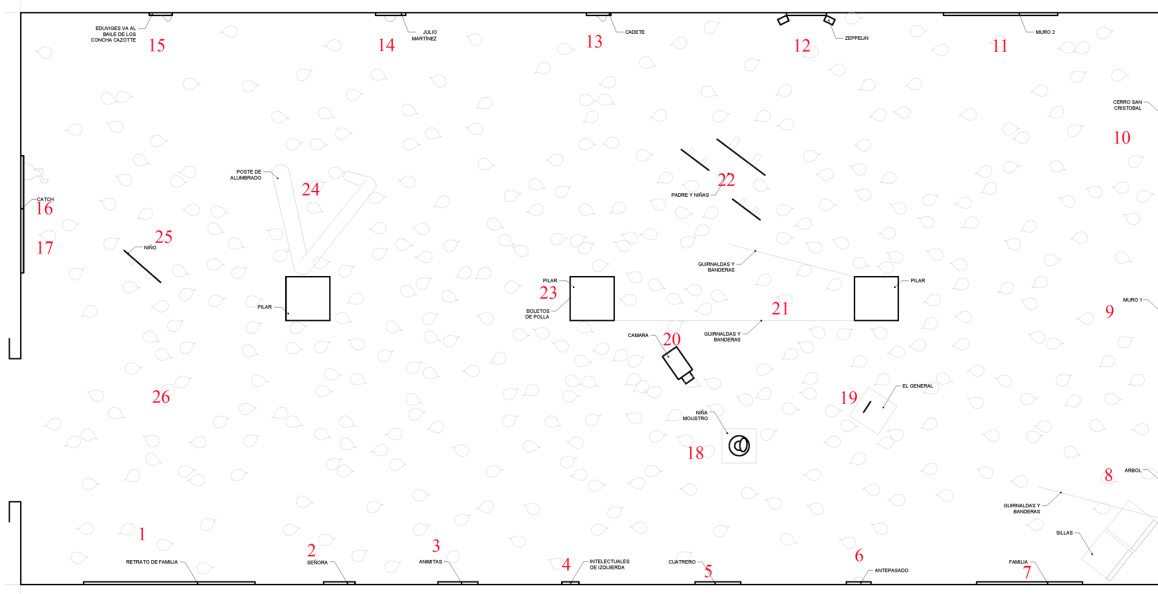 EDUVIGES VA AL
BAILE DE LOS
CONCHA CAZOTTE
15
14
JULIO
MARTÍNEZ
13
CADETE
12
ZEPPELIN
11
MURO 2
CERRO SAN
CRISTOBAL
10
POSTE DE
ALUMBRADO
24
22
PADRE Y NIÑAS
CATCH
16
17
25
NIÑO
GUIRNALDAS Y
BANDERAS
PILAR
PILAR
23
BOLETOS
DE POLLA
PILAR
21
MURO 1
9
CAMARA
20
GUIRNALDAS Y
BANDERAS
26
19
EL GENERAL
NIÑA
MOUSTRO
18
8
ÁRBOL
GUIRNALDAS Y
BANDERAS
SILLAS
1
RETRATO DE FAMILIA
2
SEÑORA
3
ANIMITAS
4
INTELECTUALES
DE IZQUIERDA
CUATRERO
5
6
ANTEPASADO
FAMILIA
7